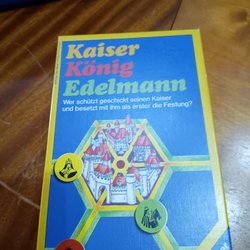 Kaiser
König
Edelmann
Wer schützt geschickt seinen Kaiser
und besetzt mit ihm als erster die Festung?